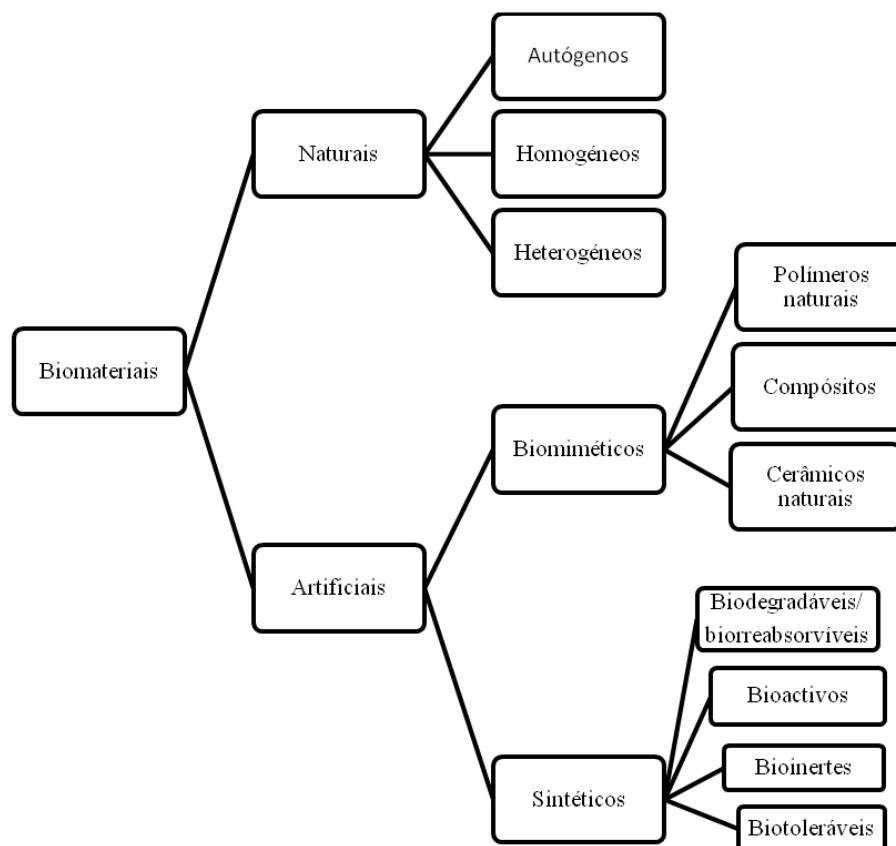 Biomateriais
Naturais
Autógenos
Homogéneos
Heterogéneos
Artificiais
Biomiméticos
Polímeros
naturais
Compósitos
Cerâmicos
naturais
Sintéticos
Biodegradáveis/
biorreabsorvíveis
Bioactivos
Bioinertes
Biotoleráveis